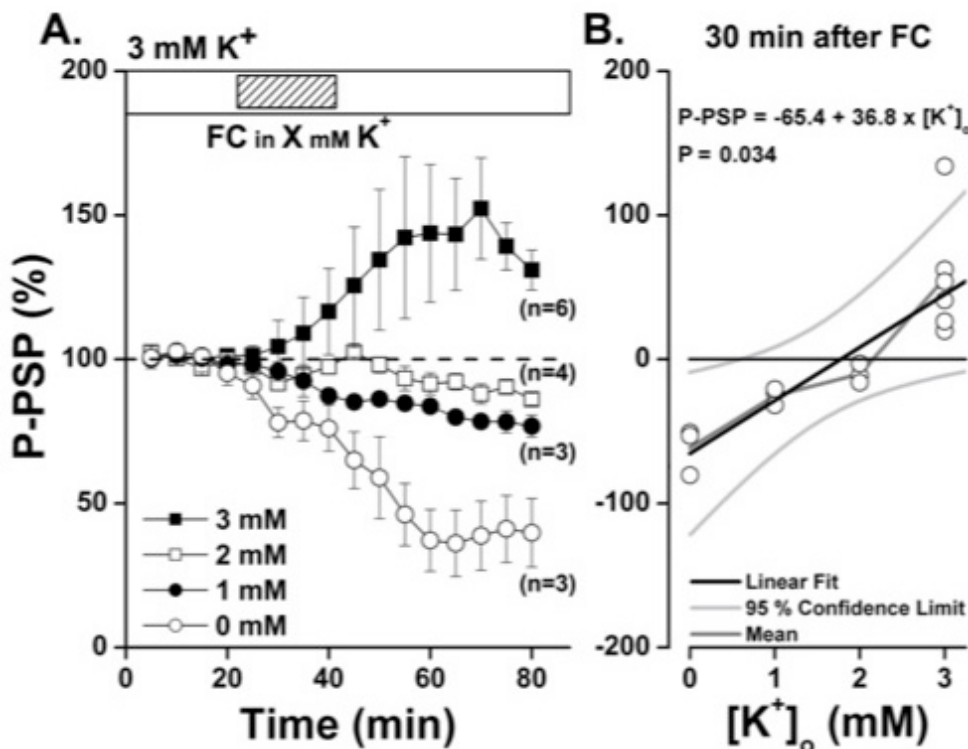 A.
3 mM K⁺
FC in X mM K⁺
200
150
100
50
0
P-PSP (%)
(n=6)
(n=4)
(n=3)
(n=3)
3 mM
2 mM
1 mM
0 mM
0 20 40 60 80
Time (min)
B.
30 min after FC
P-PSP = -65.4 + 36.8 x [K⁺]ₒ
P = 0.034
200
100
0
-100
-200
Linear Fit
95 % Confidence Limit
Mean
0 1 2 3
[K⁺]ₒ (mM)